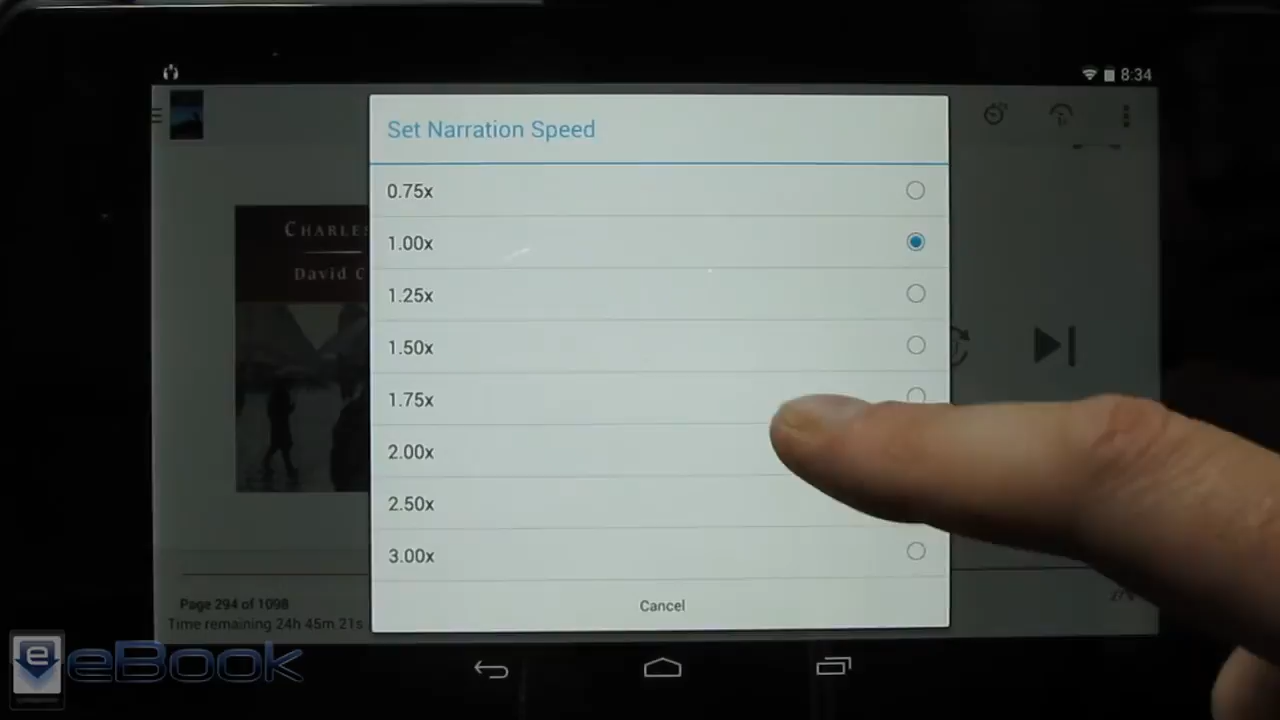 8:34
Set Narration Speed
0.75x
1.00x
1.25x
1.50x
1.75x
2.00x
2.50x
3.00x
Cancel
CHARLES
David C
Page 294 of 1098
Time remaining 24h 45m 21s
eBook